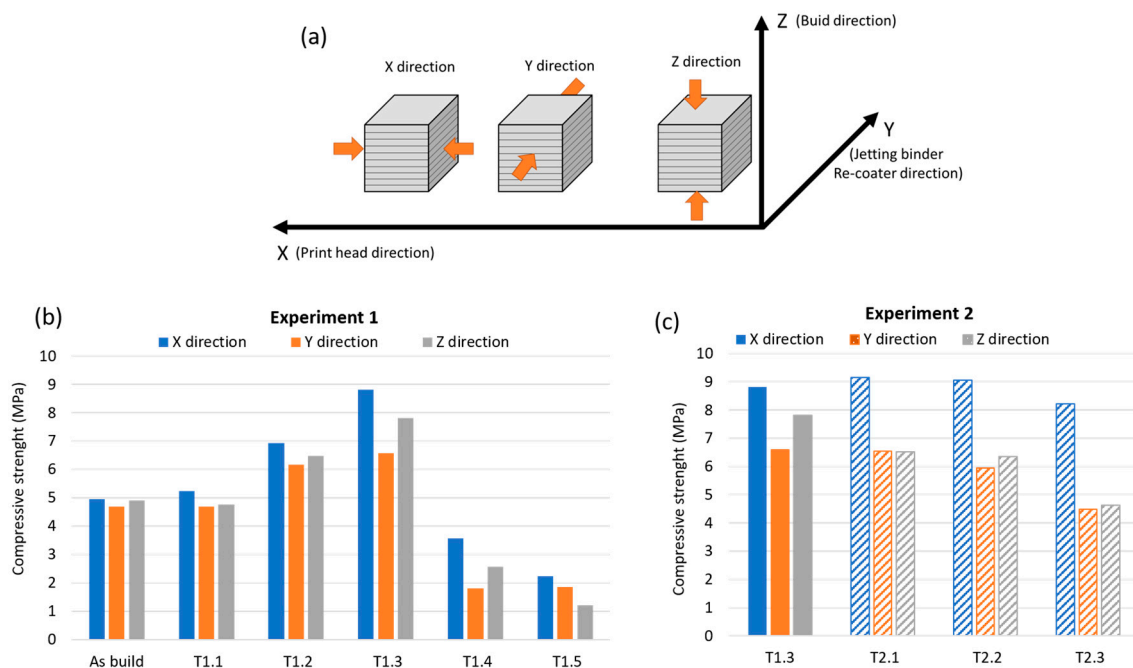 (a)
Z (Buid direction)
X direction
Y direction
Z direction
Y
(Jetting binder
Re-coater direction)
X (Print head direction)
(b)
Experiment 1
X direction Y direction Z direction
Compressive strenght (MPa)
10
9
8
7
6
5
4
3
2
1
0
As build T1.1 T1.2 T1.3 T1.4 T1.5
(c)
Experiment 2
X direction Y direction Z direction
Compressive strenght (MPa)
10
9
8
7
6
5
4
3
2
1
0
T1.3 T2.1 T2.2 T2.3